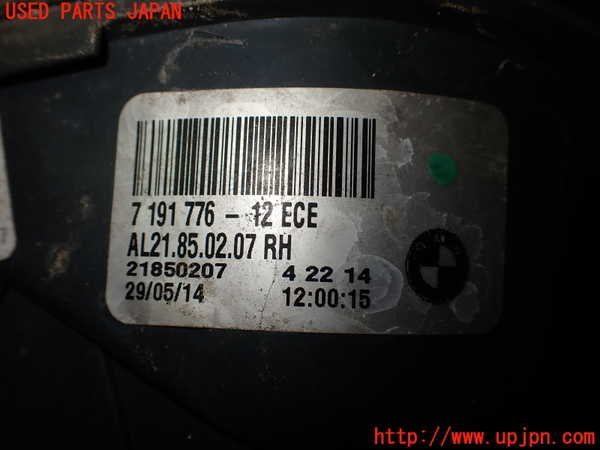 USED PARTS JAPAN
7 191 776 - 12 ECE
AL21.85.02.07 RH
21850207 4 22 14
29/05/14 12:00:15
http://www.upjpn.com/